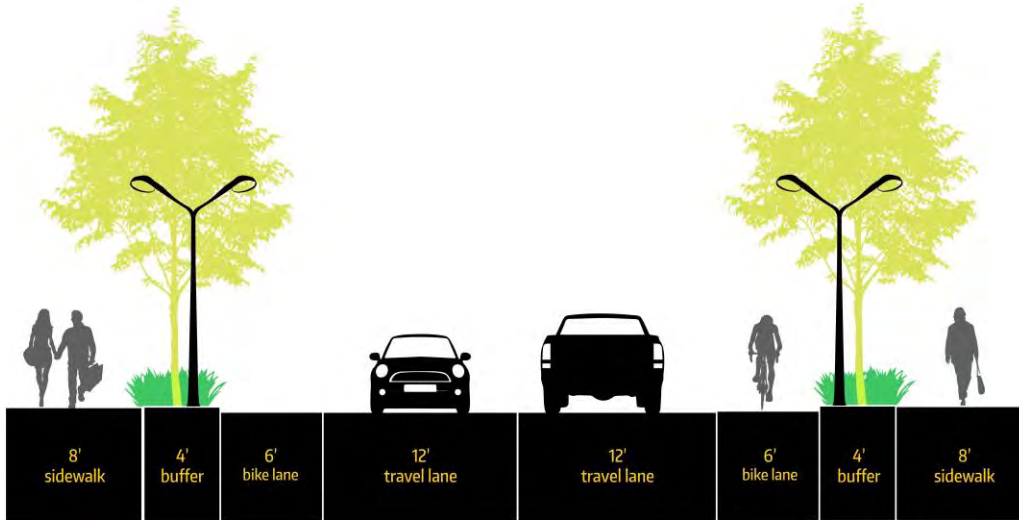 8'
sidewalk
4'
buffer
6'
bike lane
12'
travel lane
12'
travel lane
6'
bike lane
4'
buffer
8'
sidewalk